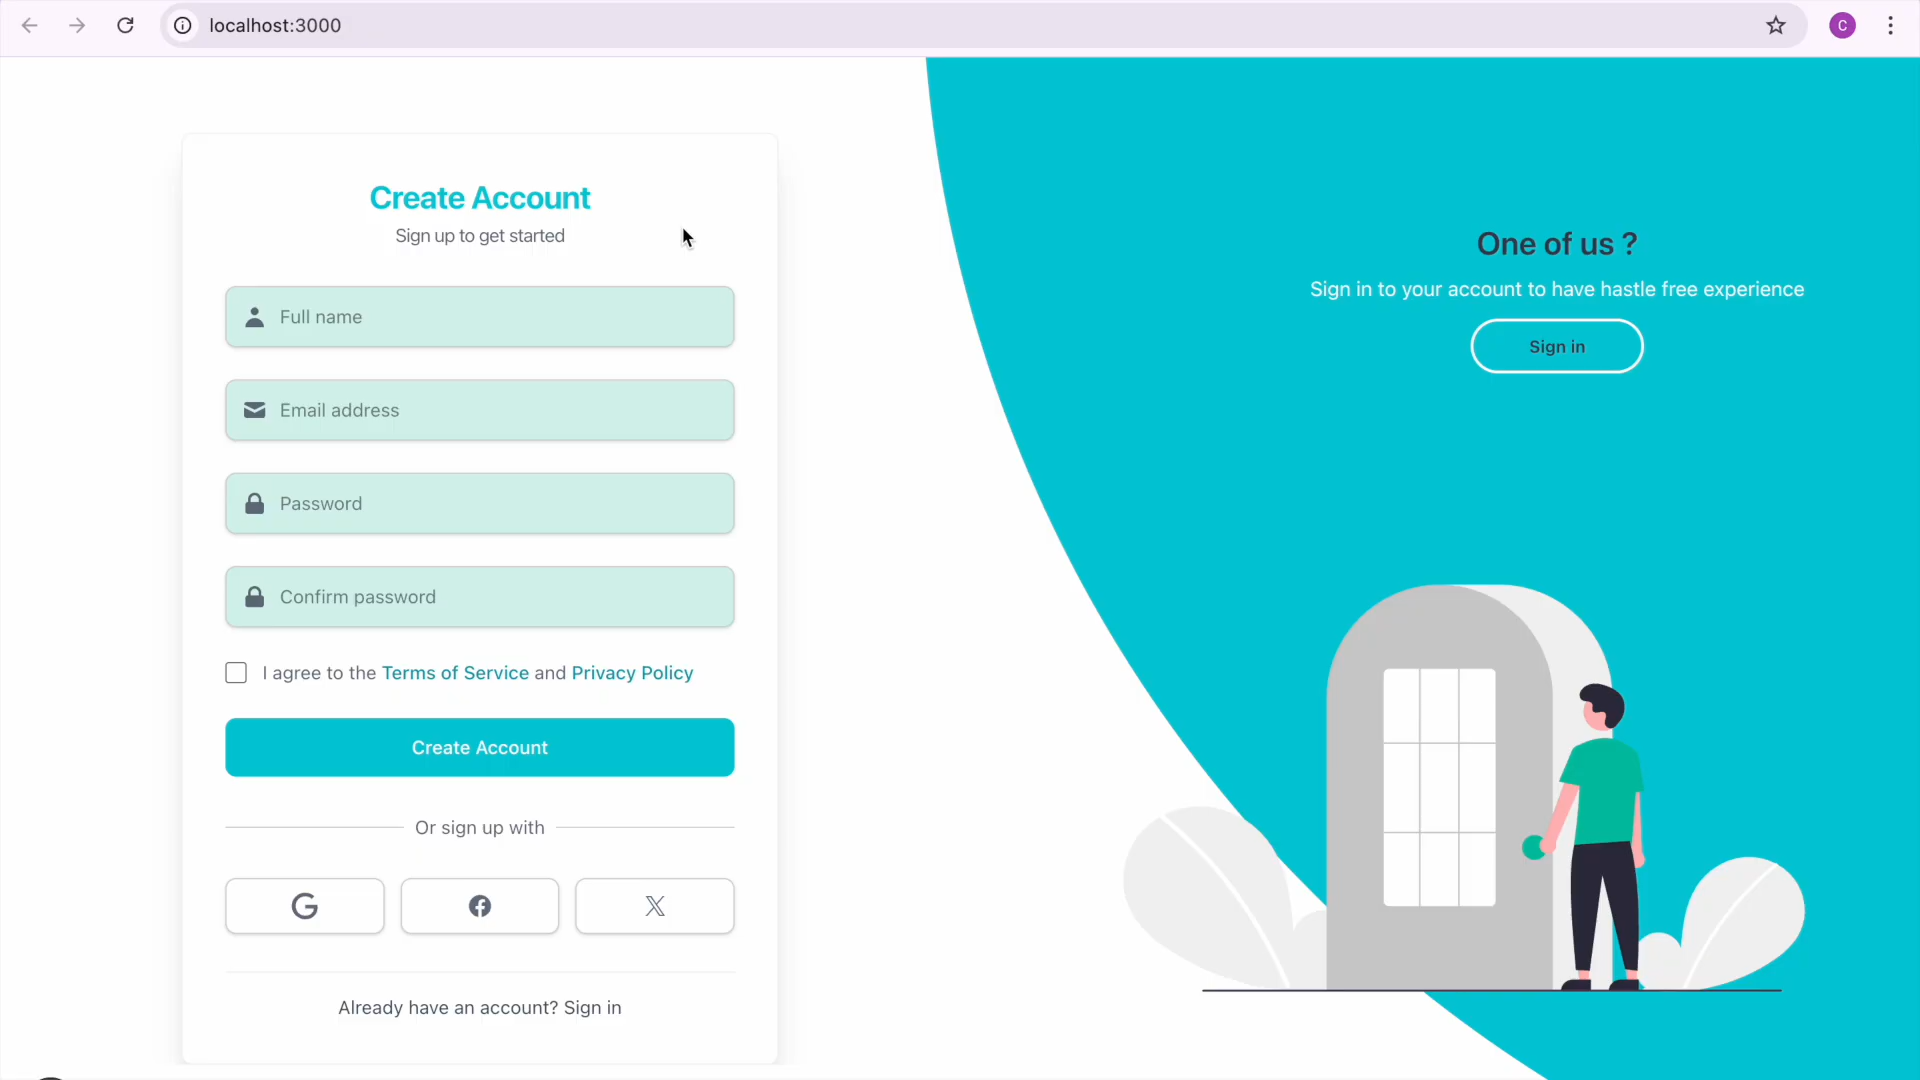 localhost:3000
C
Create Account
Sign up to get started
Full name
Email address
Password
Confirm password
I agree to the Terms of Service and Privacy Policy
Create Account
Or sign up with
Already have an account? Sign in
One of us ?
Sign in to your account to have hastle free experience
Sign in